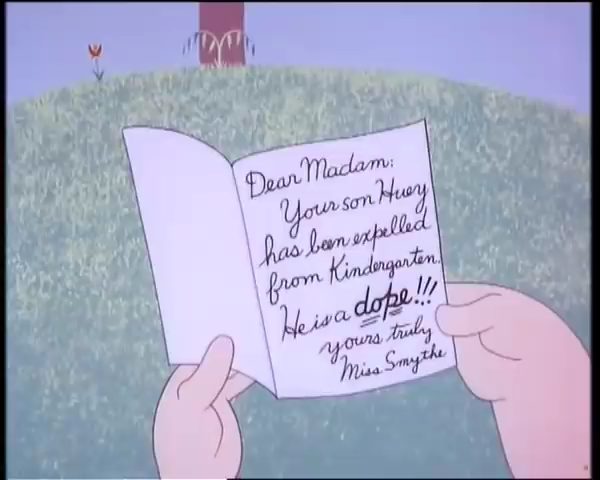 Dear Madam:
Your son Huey
has been expelled
from Kindergarten.
He is a dope!!!
yours truly
Miss Smythe